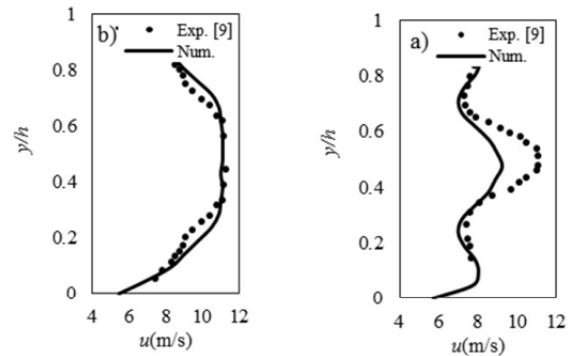 b)
Exp. [9]
Num.
1
0.8
0.6
0.4
0.2
0
y/h
4 6 8 10 12
u(m/s)
a)
Exp. [9]
Num.
1
0.8
0.6
0.4
0.2
0
y/h
4 6 8 10 12
u(m/s)